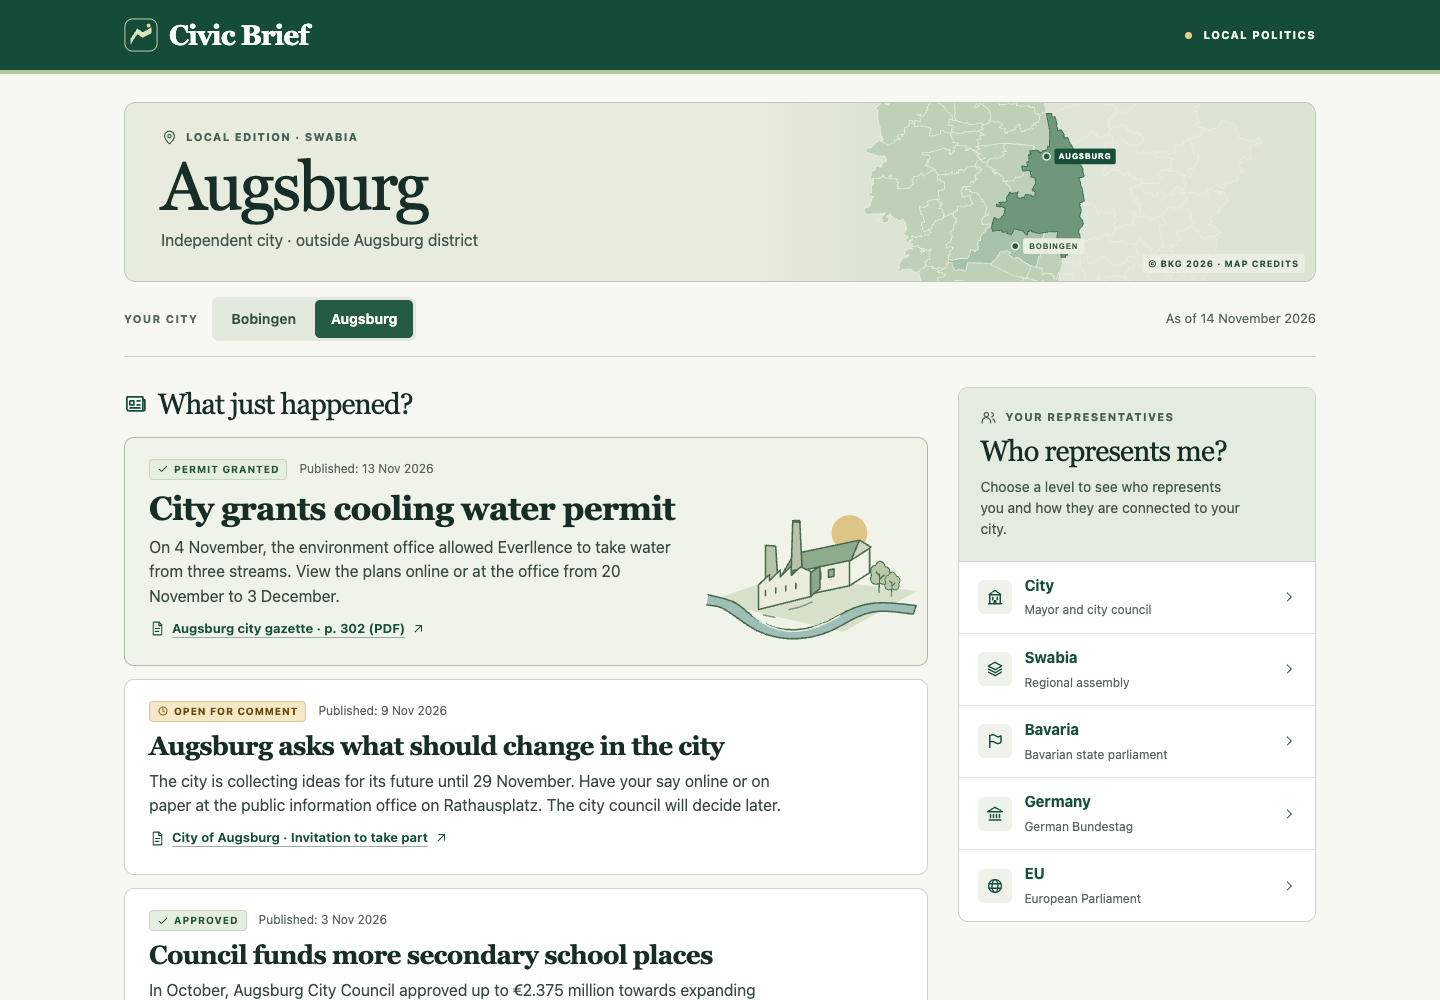 Civic Brief
LOCAL POLITICS
LOCAL EDITION · SWABIA
Augsburg
Independent city · outside Augsburg district
AUGSBURG
BOBINGEN
© BKG 2026 · MAP CREDITS
YOUR CITY
Bobingen
Augsburg
As of 14 November 2026
What just happened?
PERMIT GRANTED
Published: 13 Nov 2026
City grants cooling water permit
On 4 November, the environment office allowed Everllence to take water
from three streams. View the plans online or at the office from 20
November to 3 December.
Augsburg city gazette · p. 302 (PDF)
OPEN FOR COMMENT
Published: 9 Nov 2026
Augsburg asks what should change in the city
The city is collecting ideas for its future until 29 November. Have your say online or on
paper at the public information office on Rathausplatz. The city council will decide later.
City of Augsburg · Invitation to take part
APPROVED
Published: 3 Nov 2026
Council funds more secondary school places
In October, Augsburg City Council approved up to €2.375 million towards expanding
YOUR REPRESENTATIVES
Who represents me?
Choose a level to see who represents
you and how they are connected to your
city.
City
Mayor and city council
Swabia
Regional assembly
Bavaria
Bavarian state parliament
Germany
German Bundestag
EU
European Parliament